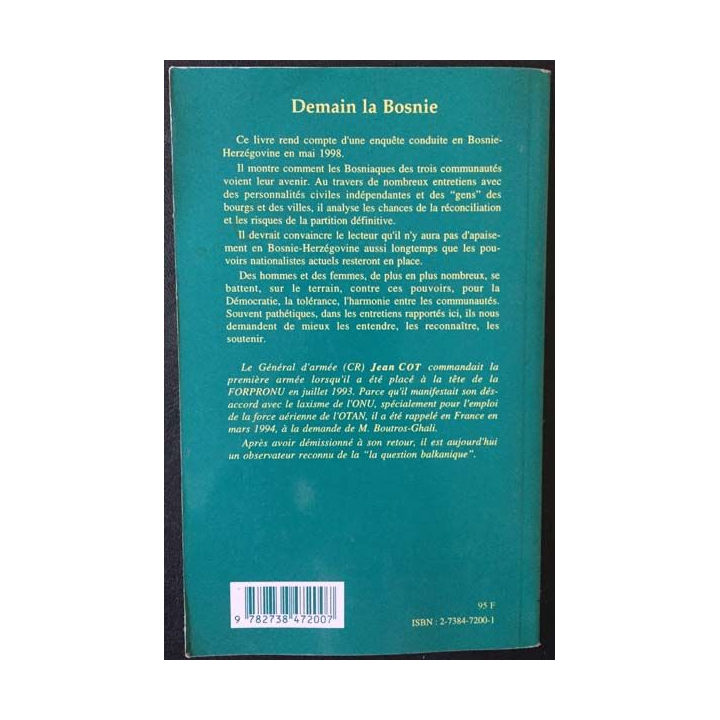 Demain la Bosnie
Ce livre rend compte d'une enquête conduite en Bosnie-
Herzégovine en mai 1998.
Il montre comment les Bosniaques des trois communautés
voient leur avenir. Au travers de nombreux entretiens avec
des personnalités civiles indépendantes et des "gens" des
bourgs et des villes, il analyse les chances de la réconciliation
et les risques de la partition définitive.
Il devrait convaincre le lecteur qu'il n'y aura pas d'apaise-
ment en Bosnie-Herzégovine aussi longtemps que les pou-
voirs nationalistes actuels resteront en place.
Des hommes et des femmes, de plus en plus nombreux, se
battent, sur le terrain, contre ces pouvoirs, pour la
Démocratie, la tolérance, l'harmonie entre les communautés.
Souvent pathétiques, dans les entretiens rapportés ici, ils nous
demandent de mieux les entendre, les reconnaître, les
soutenir.
Le Général d'armée (CR) Jean COT commandait la
première armée lorsqu'il a été placé à la tête de la
FORPRONU en juillet 1993. Parce qu'il manifestait son dés-
accord avec le laxisme de l'ONU, spécialement pour l'emploi
de la force aérienne de l'OTAN, il a été rappelé en France en
mars 1994, à la demande de M. Boutros-Ghali.
Après avoir démissionné à son retour, il est aujourd'hui
un observateur reconnu de la "la question balkanique".
9 782738 472007
95 F
ISBN : 2-7384-7200-1